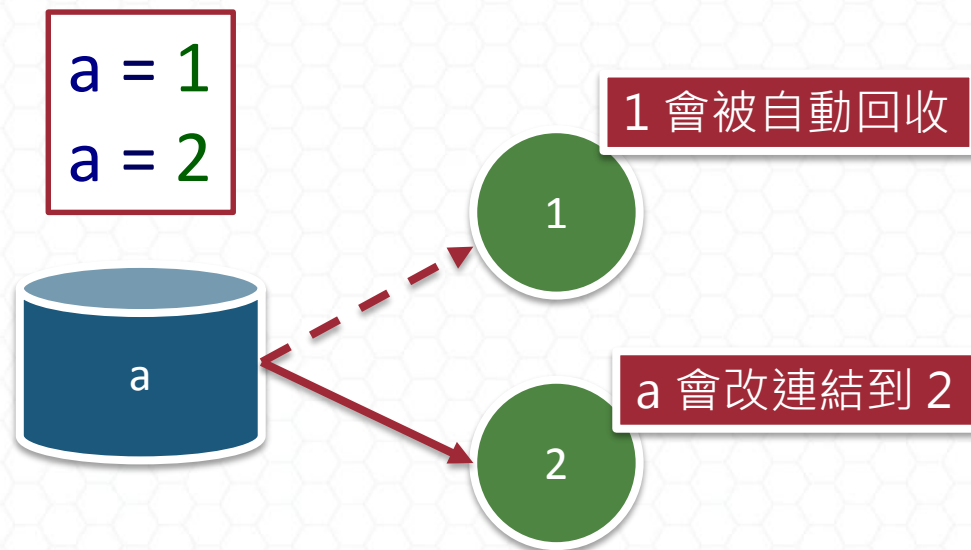 a = 1
a = 2
1 會被自動回收
1
a
a 會改連結到 2
2